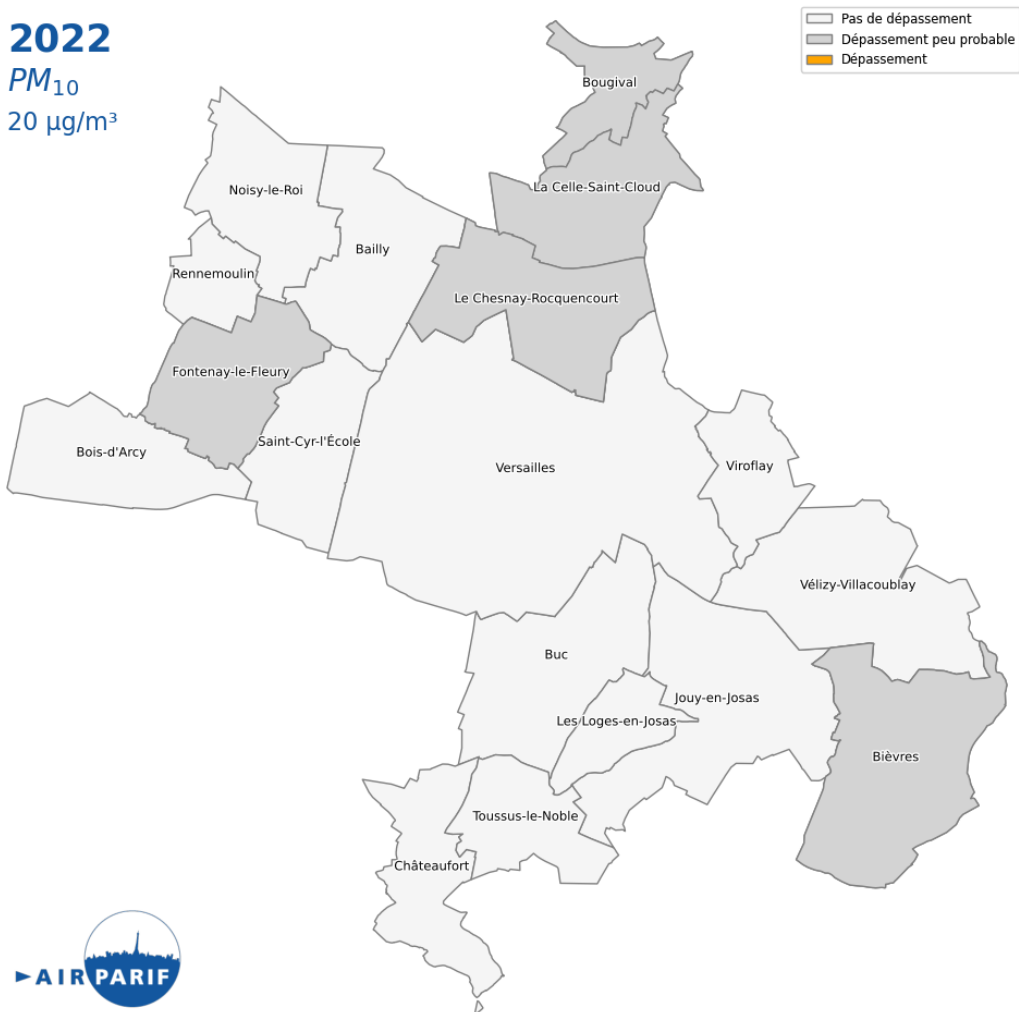 2022
PM10
20 µg/m³
Pas de dépassement
Dépassement peu probable
Dépassement
Bougival
La Celle-Saint-Cloud
Noisy-le-Roi
Bailly
Rennemoulin
Le Chesnay-Rocquencourt
Fontenay-le-Fleury
Bois-d'Arcy
Saint-Cyr-l'École
Versailles
Viroflay
Vélizy-Villacoublay
Buc
Jouy-en-Josas
Les Loges-en-Josas
Bièvres
Toussus-le-Noble
Châteaufort
AIRPARIF